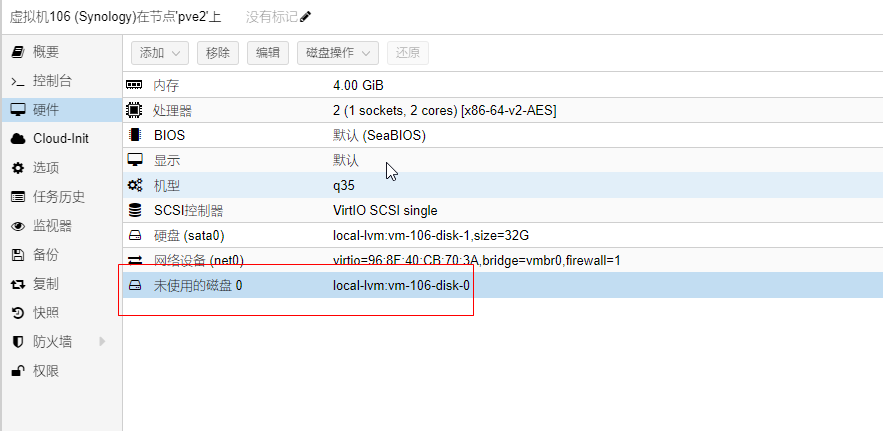 虚拟机106 (Synology)在节点'pve2'上 没有标记
概要
控制台
硬件
Cloud-Init
选项
任务历史
监视器
备份
复制
快照
防火墙
权限
添加 移除 编辑 磁盘操作 还原
内存 4.00 GiB
处理器 2 (1 sockets, 2 cores) [x86-64-v2-AES]
BIOS 默认 (SeaBIOS)
显示 默认
机型 q35
SCSI控制器 VirtIO SCSI single
硬盘 (sata0) local-lvm:vm-106-disk-1,size=32G
网络设备 (net0) virtio=96:8F:40:CB:70:3A,bridge=vmbr0,firewall=1
未使用的磁盘 0 local-lvm:vm-106-disk-0